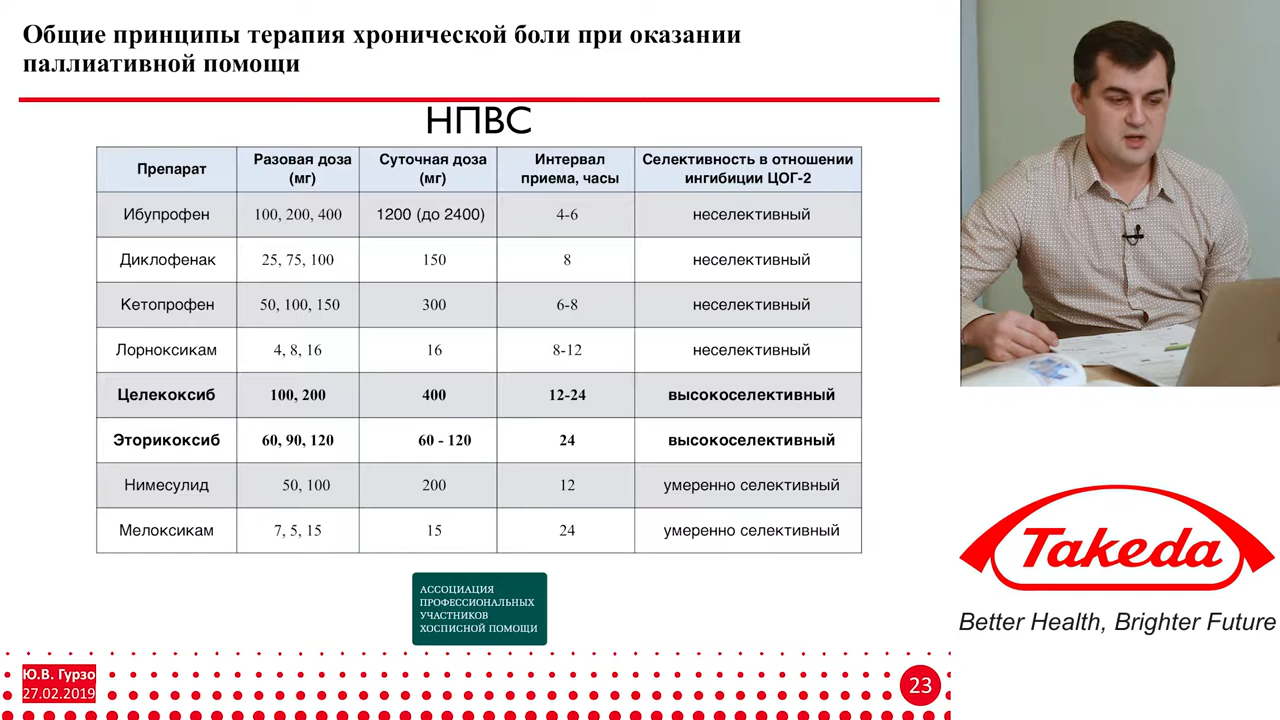 Общие принципы терапия хронической боли при оказании
паллиативной помощи
НПВС
Препарат
Разовая доза
(мг)
Суточная доза
(мг)
Интервал
приема, часы
Селективность в отношении
ингибиции ЦОГ-2
Ибупрофен 100, 200, 400 1200 (до 2400) 4-6 неселективный
Диклофенак 25, 75, 100 150 8 неселективный
Кетопрофен 50, 100, 150 300 6-8 неселективный
Лорноксикам 4, 8, 16 16 8-12 неселективный
Целекоксиб 100, 200 400 12-24 высокоселективный
Эторикоксиб 60, 90, 120 60 - 120 24 высокоселективный
Нимесулид 50, 100 200 12 умеренно селективный
Мелоксикам 7, 5, 15 15 24 умеренно селективный
АССОЦИАЦИЯ
ПРОФЕССИОНАЛЬНЫХ
УЧАСТНИКОВ
ХОСПИСНОЙ ПОМОЩИ
Ю.В. Гурзо
27.02.2019
23
Takeda
Better Health, Brighter Future